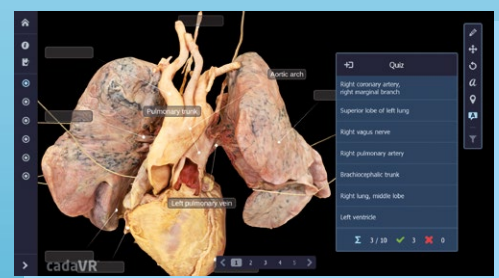 Aortic arch
Pulmonary trunk
Left pulmonary vein
Quiz
Right coronary artery,
right marginal branch
Superior lobe of left lung
Right vagus nerve
Right pulmonary artery
Brachiocephalic trunk
Right lung, middle lobe
Left ventricle
Σ 3 / 10 ✔ 3 ✖ 0
cadaVR
< 1 2 3 4 5 >